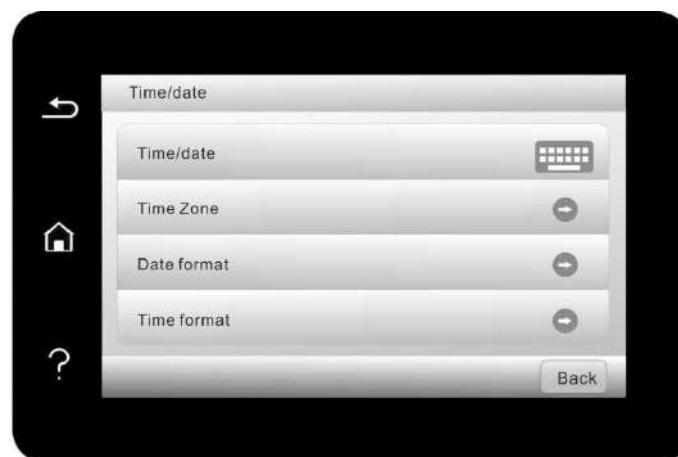 Time/date
Time/date
Time Zone
Date format
Time format
?
Back